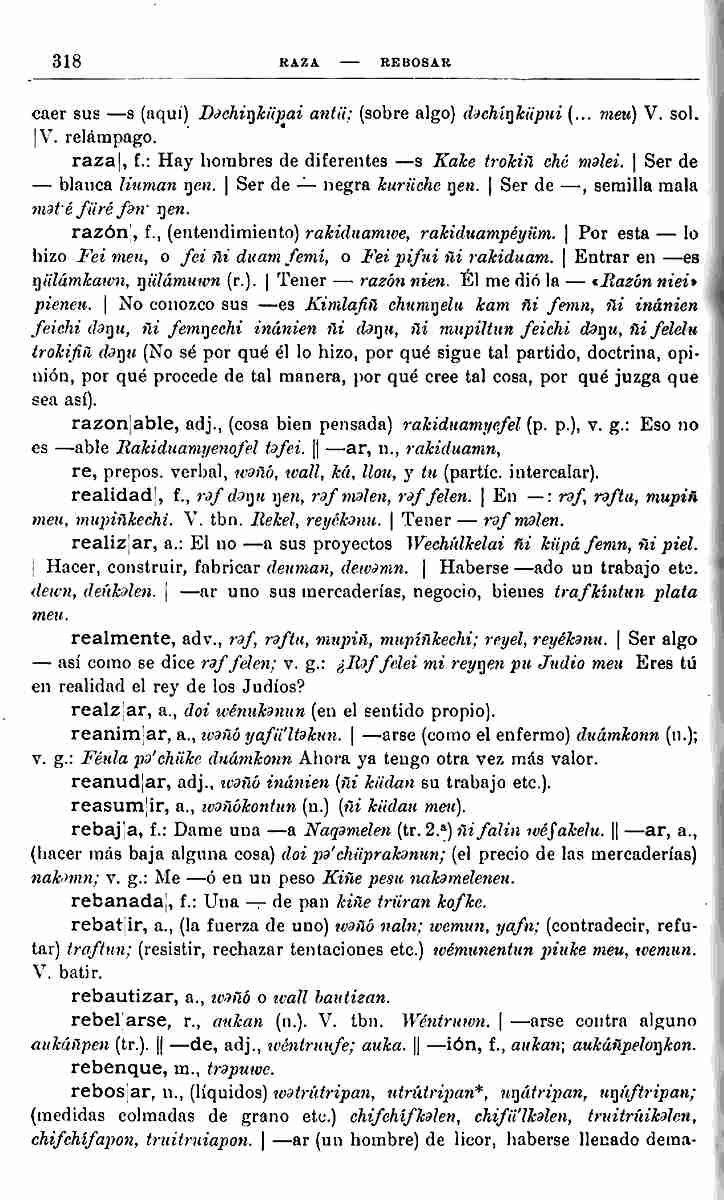 318 RAZA — REBOSAR
caer sus —s (aquí) Dəchiŋküpai antü; (sobre algo) dəchíŋküpui (... meu) V. sol.
|V. relámpago.
raza|, f.: Hay hombres de diferentes —s Kake trokiñ ché məlei. | Ser de
— blanca liuman ŋen. | Ser de — negra kurüche ŋen. | Ser de —, semilla mala
mət·é füré fən· ŋen.
razón|, f., (entendimiento) rakiduamwe, rakiduampéyüm. | Por esta — lo
hizo Fei meu, o fei ñi duam femí, o Fei pifui ñi rakiduam. | Entrar en —es
ŋülámkawn, ŋülámuwn (r.). | Tener — razón nien. Él me dió la — «Razón niei»
pieneu. | No conozco sus —es Kimlafiñ chumŋelu kam ñi femn, ñi inánien
feichi dəŋu, ñi femŋechi inánien ñi dəŋu, ñi mupiltun feichi dəŋu, ñi felelu
trokifiñ dəŋu (No sé por qué él lo hizo, por qué sigue tal partido, doctrina, opi-
nión, por qué procede de tal manera, por qué cree tal cosa, por qué juzga que
sea así).
razon|able, adj., (cosa bien pensada) rakiduamyefel (p. p.), v. g.: Eso no
es —able Rakiduamyenofel təfei. || —ar, n., rakiduamn,
re, prepos. verbal, wəñó, wall, ká, llou, y tu (partíc. intercalar).
realidad|, f., rəf dəŋu ŋen, rəf məlen, rəf felen. | En —: rəf, rəftu, mupiñ
meu, mupiñkechi. V. tbn. Rekel, reyékənu. | Tener — rəf məlen.
realiz|ar, a.: El no —a sus proyectos Wechúlkelai ñi küpá femn, ñi piel.
| Hacer, construir, fabricar deuman, dewəmn. | Haberse —ado un trabajo etc.
dewn, deúkəlen. | —ar uno sus mercaderías, negocio, bienes trafkíntun plata
meu.
realmente, adv., rəf, rəftu, mupiñ, mupíñkechi; reyel, reyékənu. | Ser algo
— así como se dice rəf felen; v. g.: ¿Rəf felei mi reyŋen pu Judio meu Eres tú
en realidad el rey de los Judíos?
realz|ar, a., doi wénukənun (en el sentido propio).
reanim|ar, a., wəñó yafü'ltəkun. | —arse (como el enfermo) duámkonn (n.);
v. g.: Féula pə'chüke duámkonn Ahora ya tengo otra vez más valor.
reanud|ar, adj., wəñó inánien (ñi küdan su trabajo etc.).
reasum|ir, a., wəñókontun (n.) (ñi küdau meu).
rebaj|a, f.: Dame una —a Naqəmelen (tr. 2.ª) ñi falin wéſakelu. || —ar, a.,
(hacer más baja alguna cosa) doi pə'chüprakənun; (el precio de las mercaderías)
nakəmn; v. g.: Me —ó en un peso Kiñe pesu nakəmeleneu.
rebanada|, f.: Una — de pan kiñe trüran kofke.
rebat|ir, a., (la fuerza de uno) wəñó naln; wemun, yafn; (contradecir, refu-
tar) traftun; (resistir, rechazar tentaciones etc.) wémunentun piuke meu, wemun.
V. batir.
rebautizar, a., wəñó o wall bautizan.
rebel|arse, r., aukan (n.). V. tbn. Wéntruwn. | —arse contra alguno
aukáñpen (tr.). || —de, adj., wéntruufe; auka. || —ión, f., aukan; aukáñpeloŋkon.
rebenque, m., trəpuwe.
rebos|ar, n., (líquidos) wətrútripan, utrútripan*, uŋátripan, uŋúftripan;
(medidas colmadas de grano etc.) chifchífkəlen, chifü'lkəlen, truitrúikəlen,
chifchífapon, truitruiapon. | —ar (un hombre) de licor, haberse llenado dema-